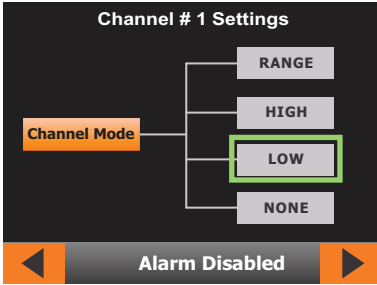 Channel # 1 Settings
RANGE
HIGH
Channel Mode
LOW
NONE
Alarm Disabled